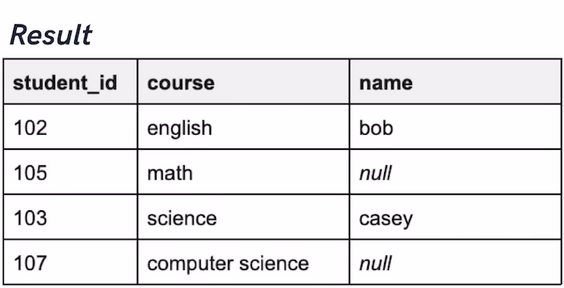 Result
student_id course name
102 english bob
105 math null
103 science casey
107 computer science null